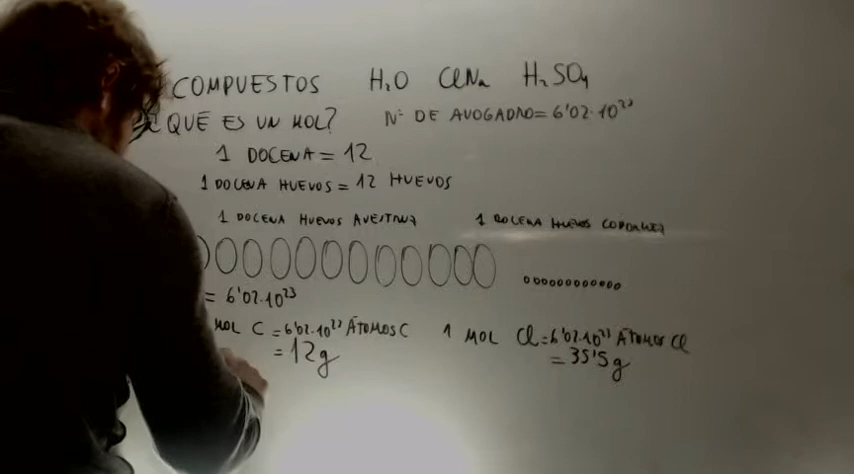 COMPUESTOS H₂O ClNa H₂SO₄
¿QUÉ ES UN MOL? Nº DE AVOGADRO = 6'02·10²³
1 DOCENA = 12
1 DOCENA HUEVOS = 12 HUEVOS
1 DOCENA HUEVOS AVESTRUZ 1 DOCENA HUEVOS CODORNIZ
= 6'02·10²³
MOL C = 6'02·10²³ ÁTOMOS C 1 MOL Cl = 6'02·10²³ ÁTOMOS Cl
= 12g = 35'5g